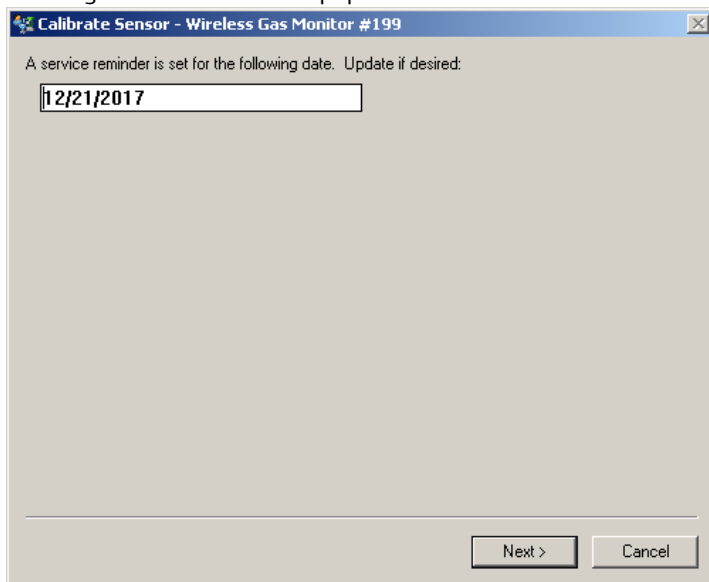 Calibrate Sensor - Wireless Gas Monitor #199
A service reminder is set for the following date. Update if desired:
12/21/2017
Next >
Cancel